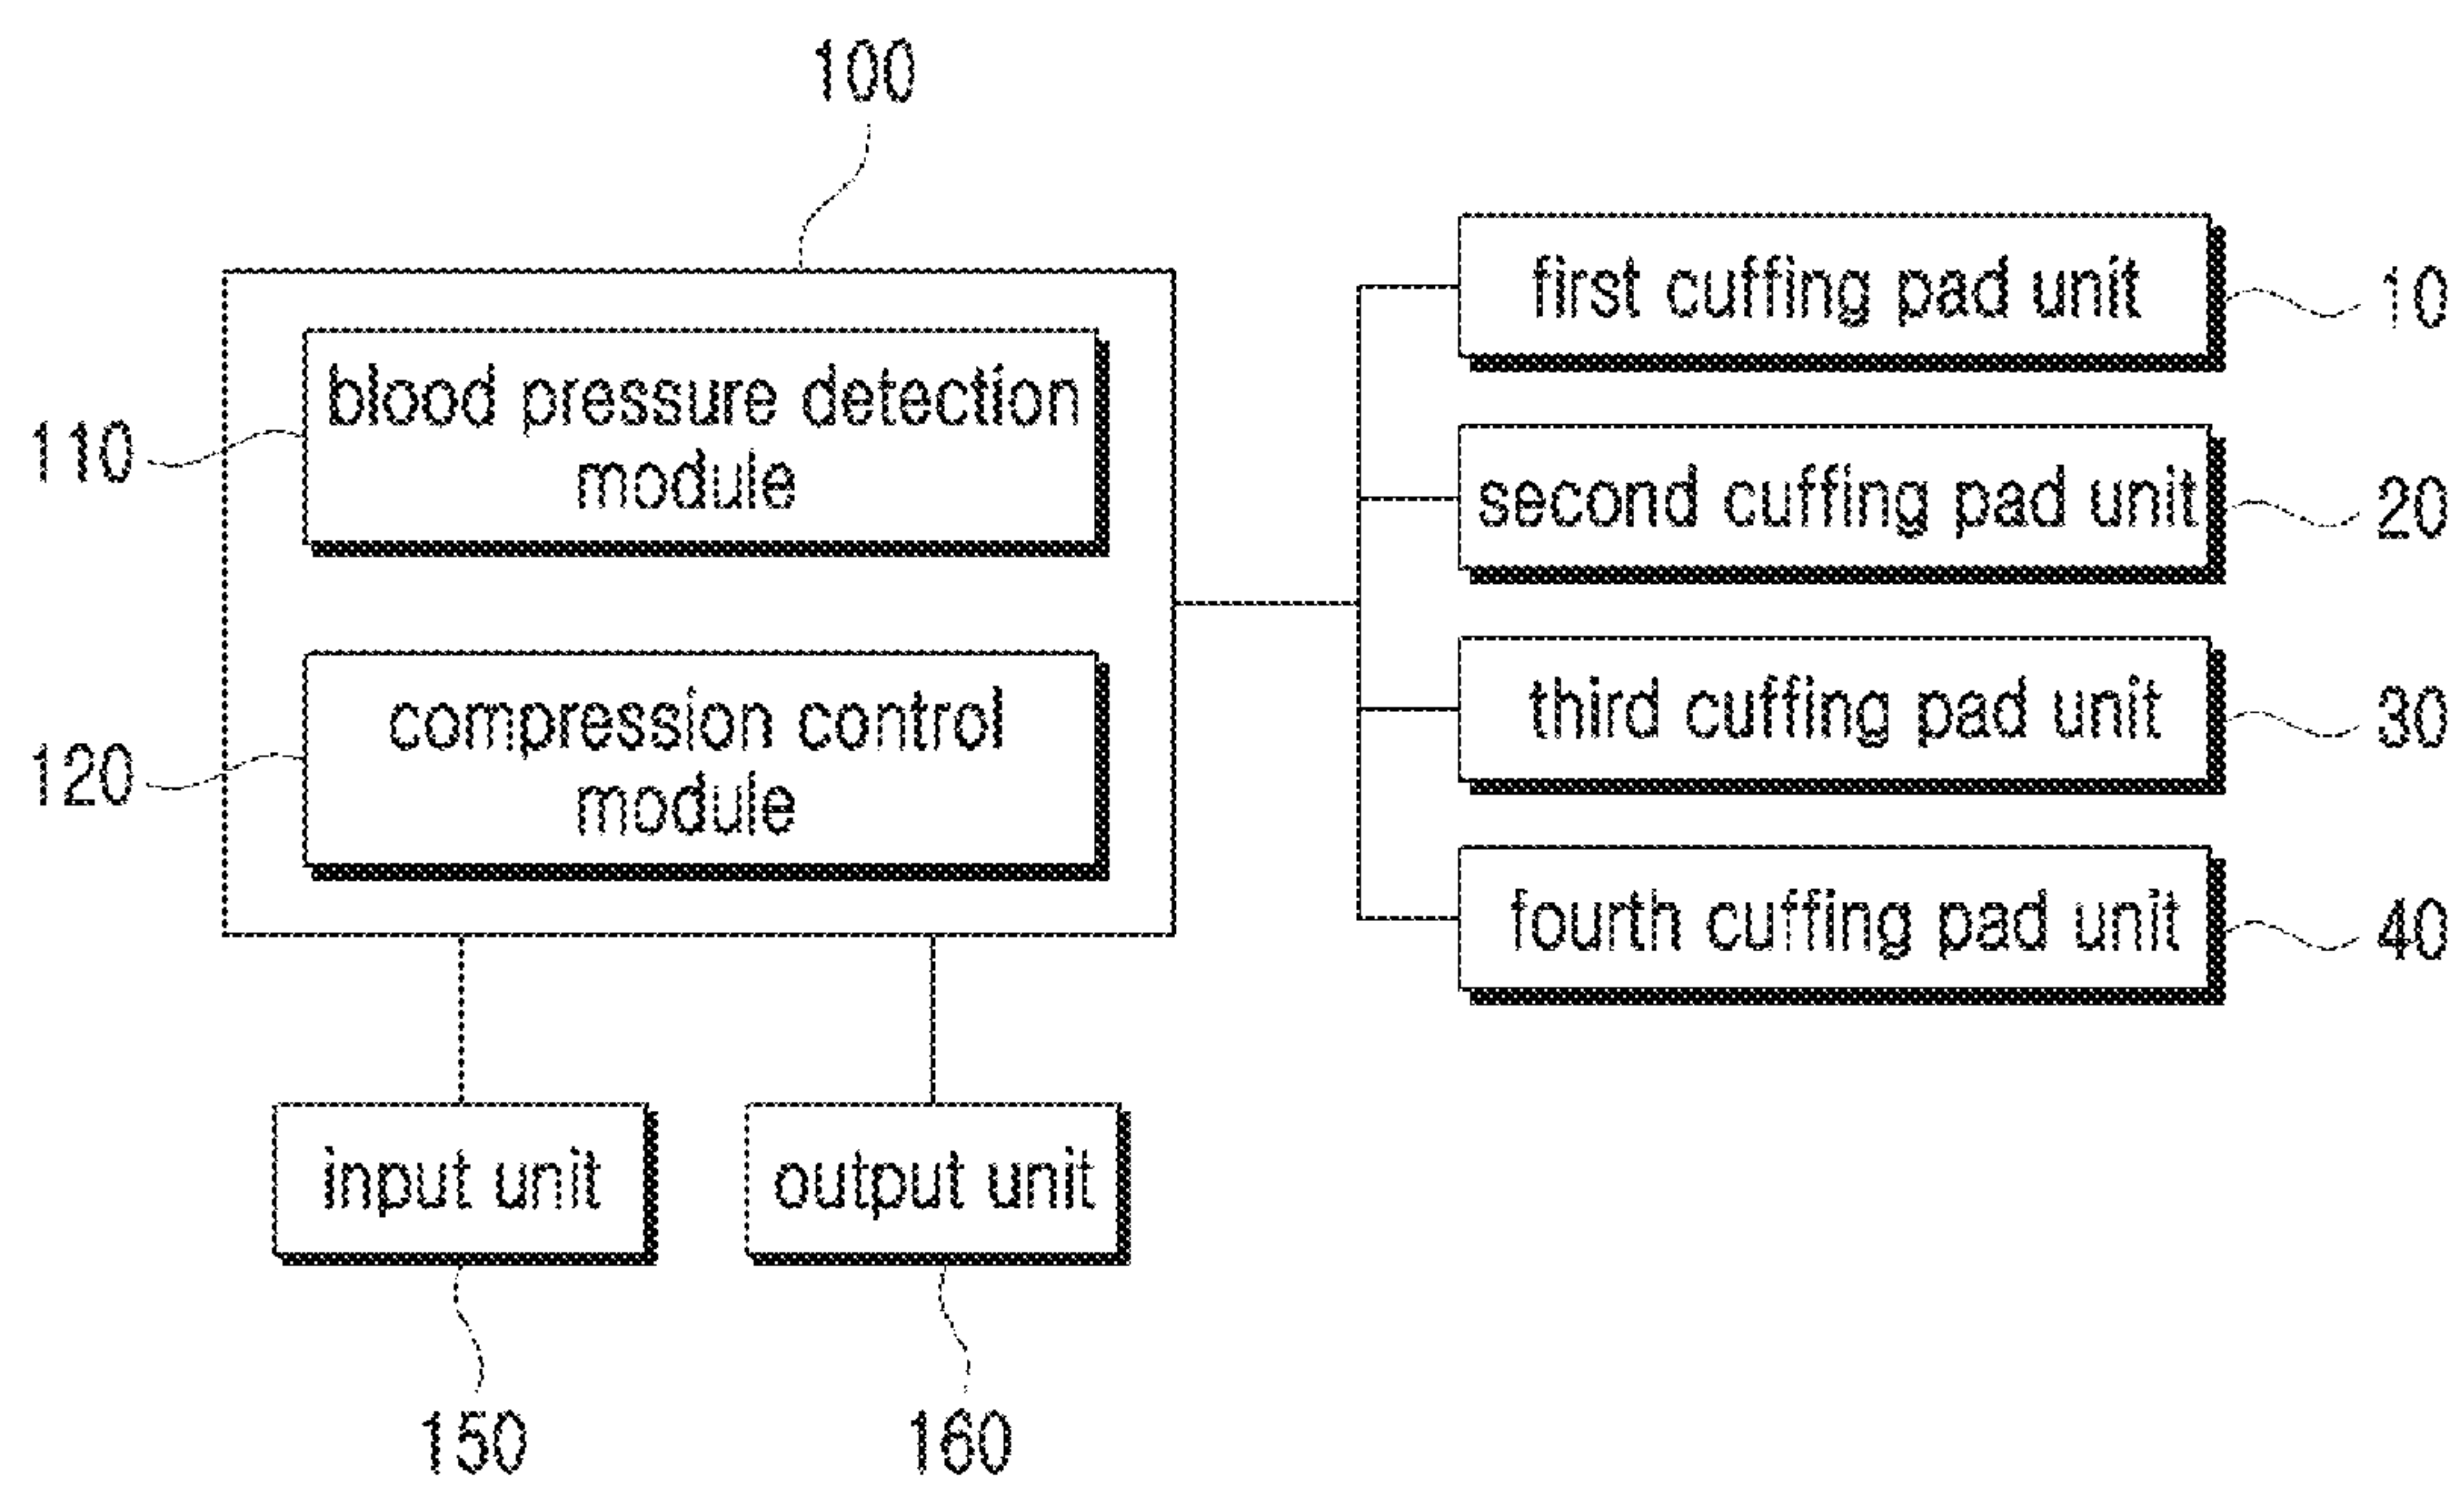 100
first cuffing pad unit
10
blood pressure detection
module
110
second cuffing pad unit
20
compression control
module
120
third cuffing pad unit
30
fourth cuffing pad unit
40
input unit
output unit
150
160